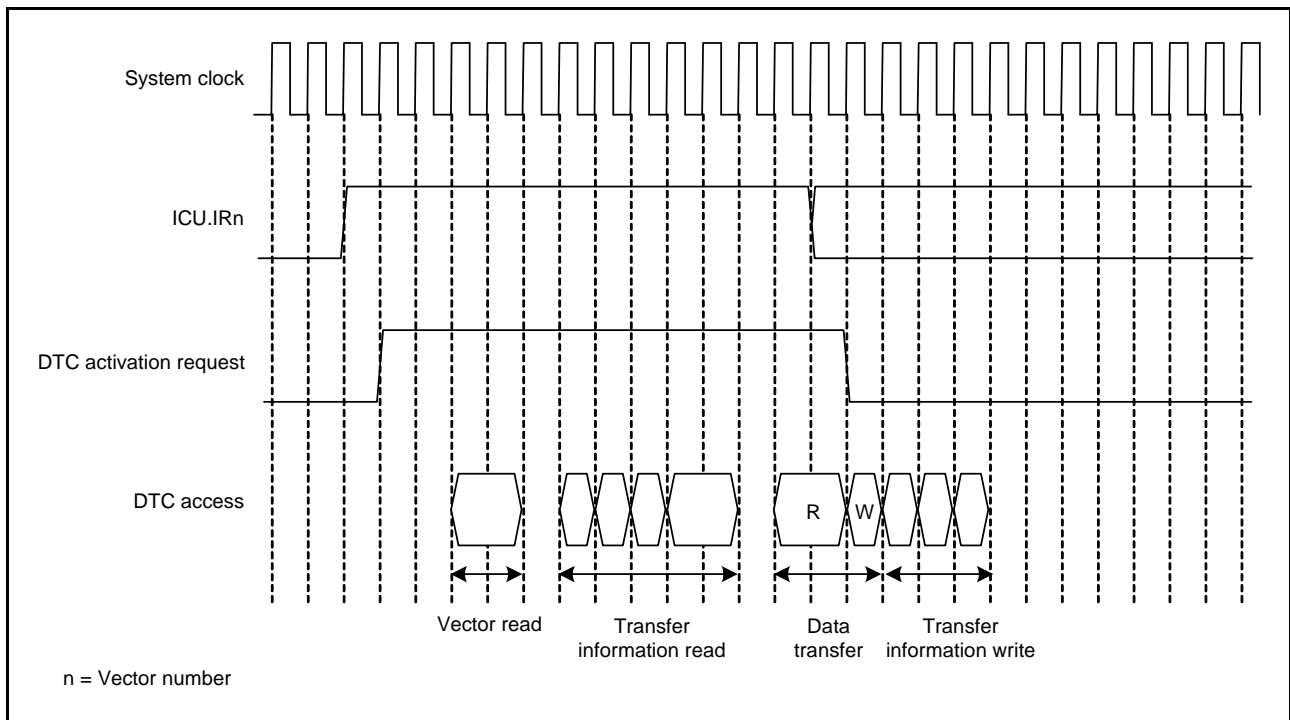 System clock
ICU.IRn
DTC activation request
DTC access
R
W
Vector read
Transfer
information read
Data
transfer
Transfer
information write
n = Vector number